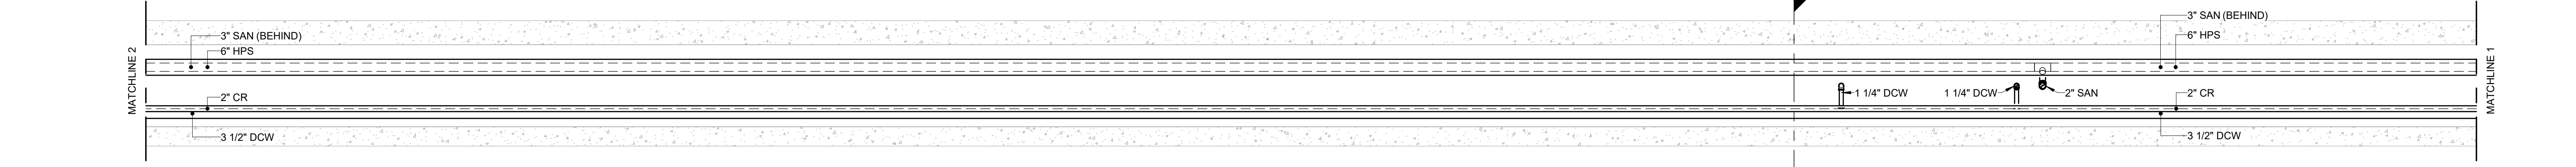 MATCHLINE 2
3" SAN (BEHIND)
6" HPS
2" CR
3 1/2" DCW
1 1/4" DCW
1 1/4" DCW
2" SAN
3" SAN (BEHIND)
6" HPS
2" CR
3 1/2" DCW
MATCHLINE 1